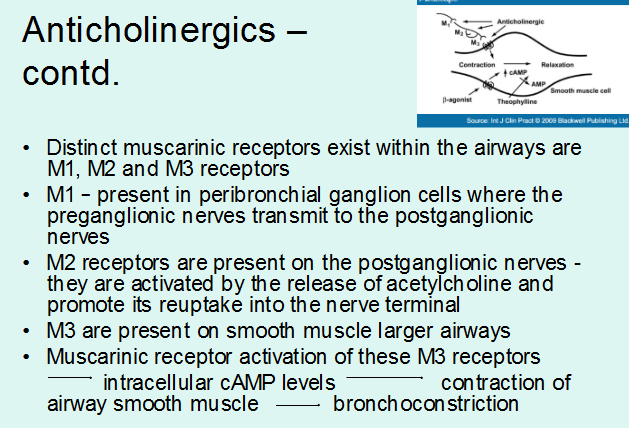 Anticholinergics –
contd.
M₁
Anticholinergic
M₂
M₃
Contraction
Relaxation
cAMP
AMP
Smooth muscle cell
β-agonist
Theophylline
Source: Int J Clin Pract © 2009 Blackwell Publishing Ltd
• Distinct muscarinic receptors exist within the airways are
M1, M2 and M3 receptors
• M1 – present in peribronchial ganglion cells where the
preganglionic nerves transmit to the postganglionic
nerves
• M2 receptors are present on the postganglionic nerves -
they are activated by the release of acetylcholine and
promote its reuptake into the nerve terminal
• M3 are present on smooth muscle larger airways
• Muscarinic receptor activation of these M3 receptors
intracellular cAMP levels contraction of
airway smooth muscle bronchoconstriction